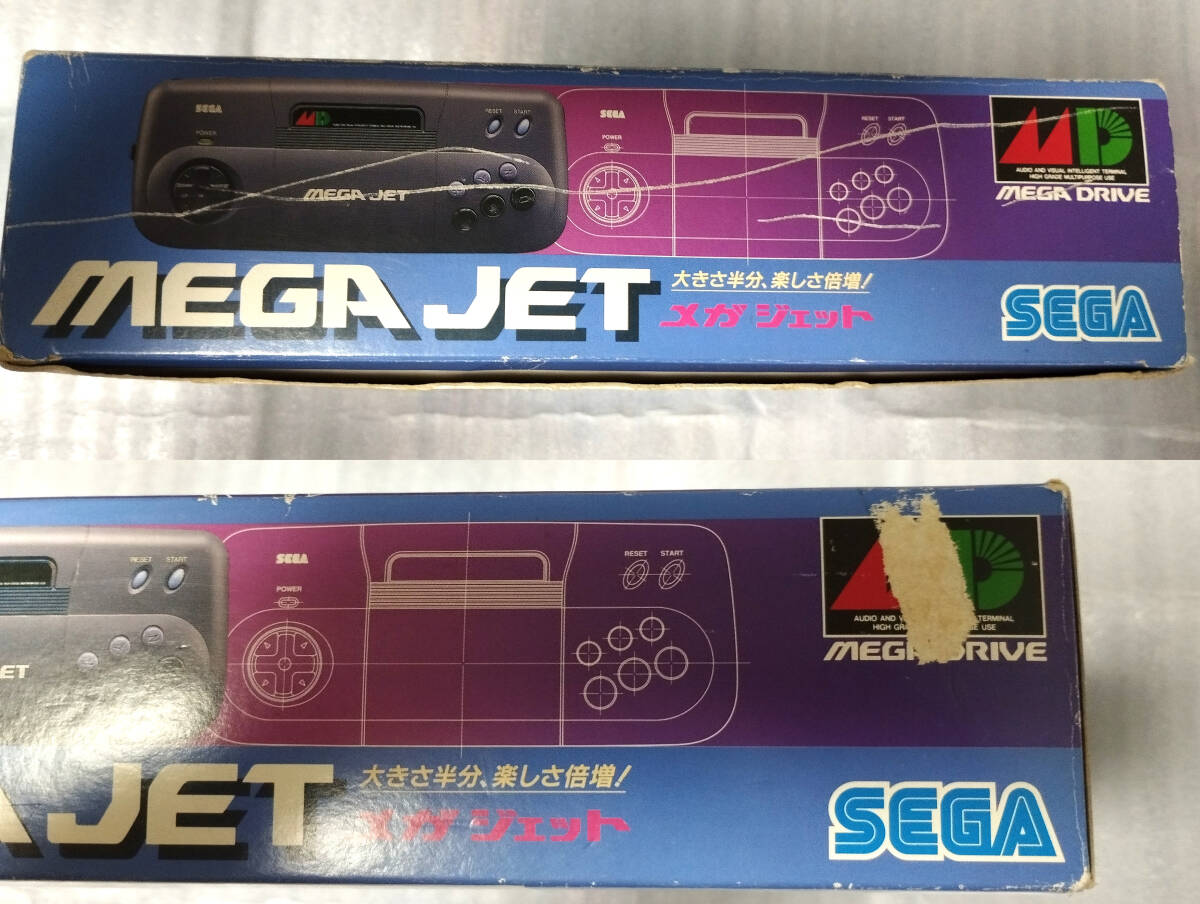 SEGA
POWER
RESET START
MEGA JET
SEGA
POWER
RESET START
MD
AUDIO AND VISUAL INTELLIGENT TERMINAL
HIGH GRADE MULTIPURPOSE USE
MEGA DRIVE
MEGA JET
大きさ半分、楽しさ倍増!
メガ ジェット
SEGA
RESET START
ET
SEGA
POWER
RESET START
AUDIO AND TERMINAL
HIGH USE
MEGA DRIVE
A JET
大きさ半分、楽しさ倍増!
メガ ジェット
SEGA